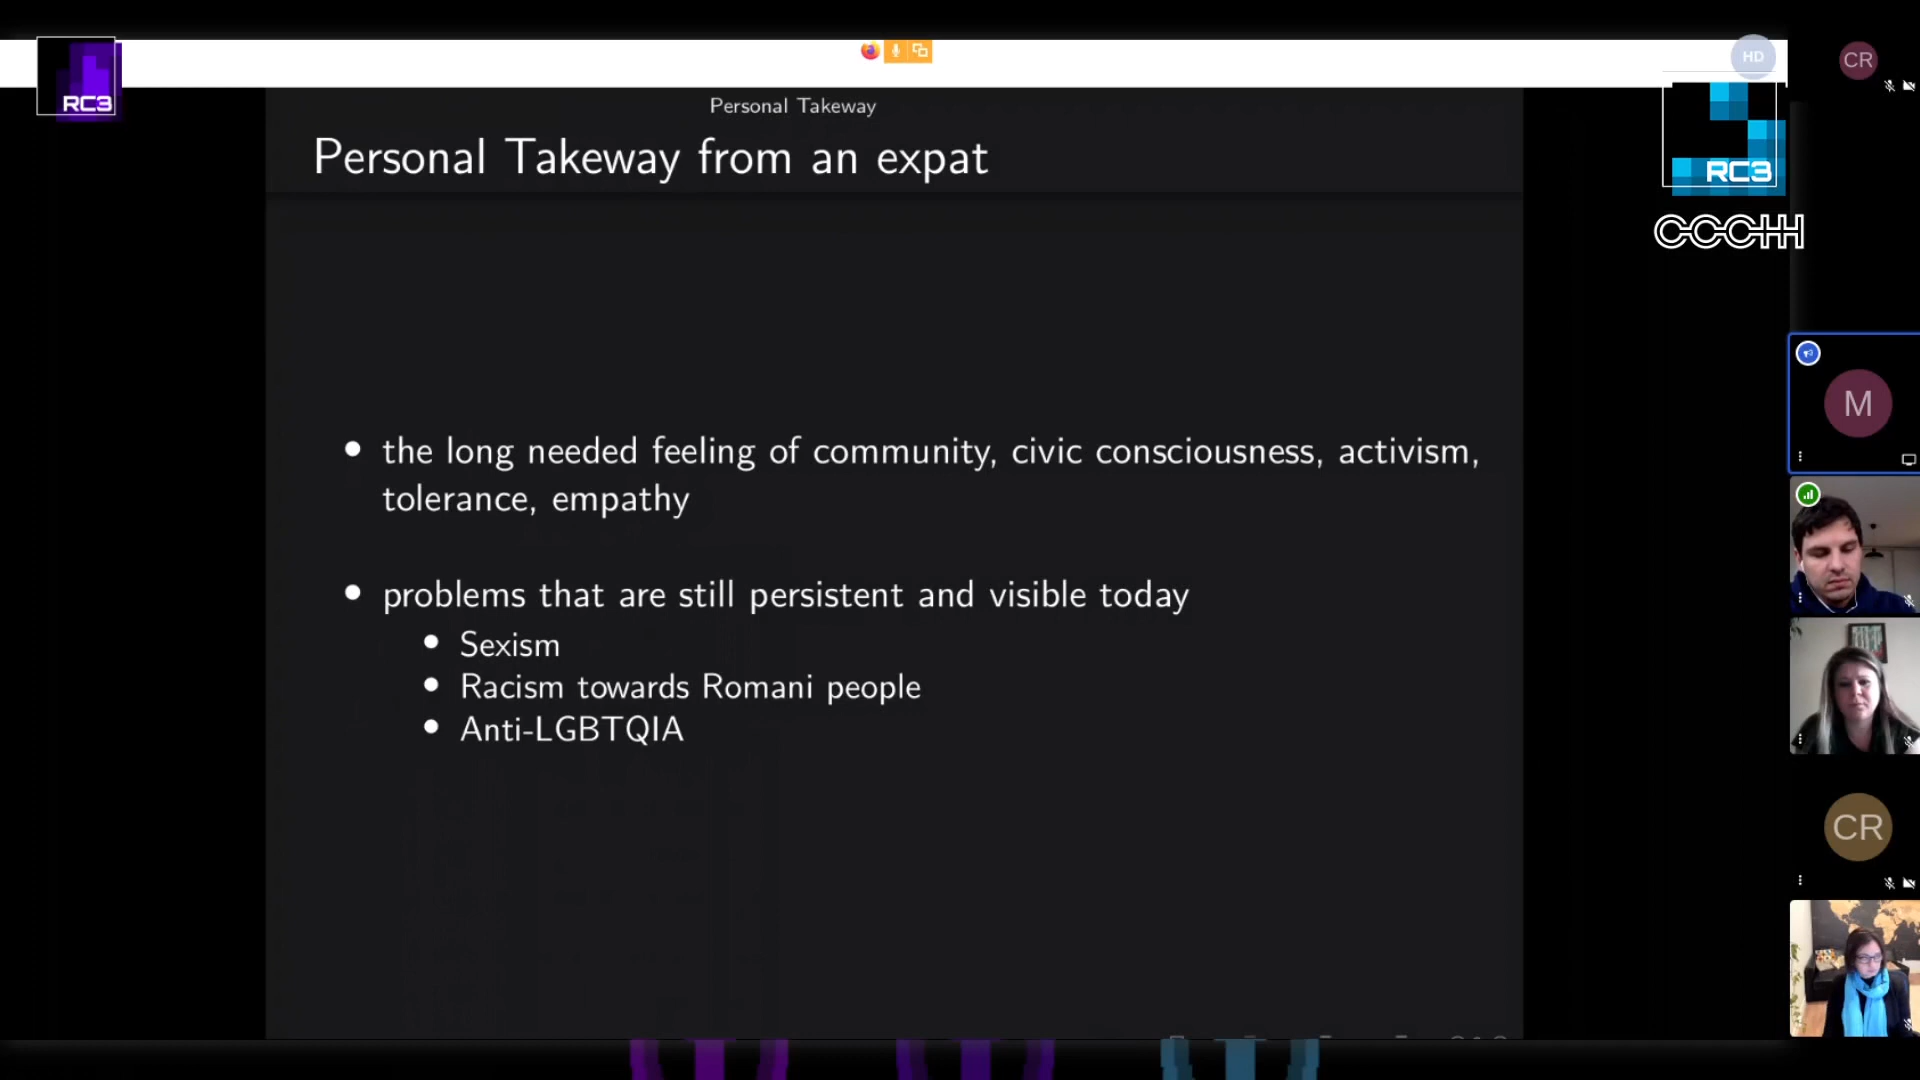 RC3
HD
CR
RC3
CCCHH
Personal Takeway
Personal Takeway from an expat
the long needed feeling of community, civic consciousness, activism,
tolerance, empathy
problems that are still persistent and visible today
Sexism
Racism towards Romani people
Anti-LGBTQIA
M
CR